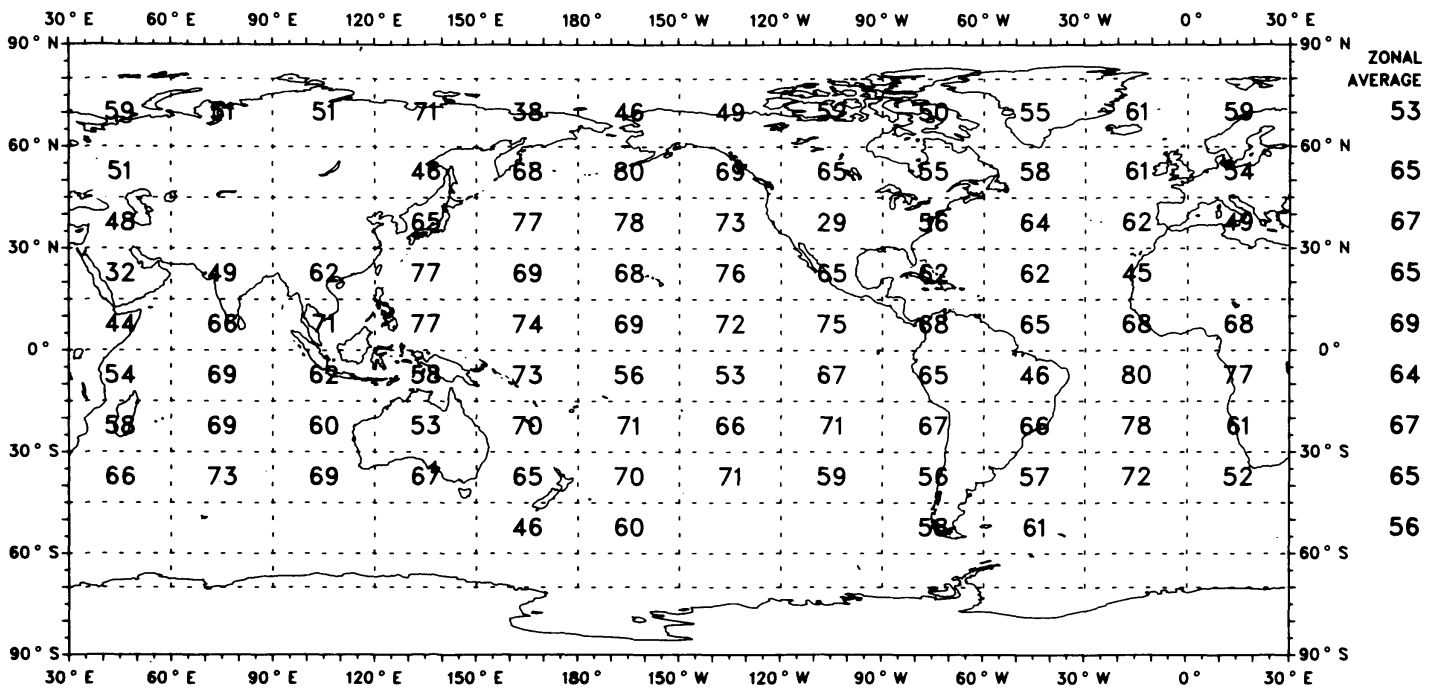 30° E 60° E 90° E 120° E 150° E 180° 150° W 120° W 90° W 60° W 30° W 0° 30° E
90° N 90° N
ZONAL
AVERAGE
59 51 51 71 38 46 49 52 50 55 61 59 53
60° N 60° N
51 46 68 80 69 65 55 58 61 54 65
48 65 77 78 73 29 56 64 62 49 67
30° N 30° N
32 49 62 77 69 68 76 65 62 62 45 65
44 66 71 77 74 69 72 75 68 65 68 68 69
0° 0°
54 69 62 58 73 56 53 67 65 46 80 77 64
58 69 60 53 70 71 66 71 67 66 78 61 67
30° S 30° S
66 73 69 67 65 70 71 59 56 57 72 52 65
46 60 61 56
60° S 60° S
90° S 90° S
30° E 60° E 90° E 120° E 150° E 180° 150° W 120° W 90° W 60° W 30° W 0° 30° E